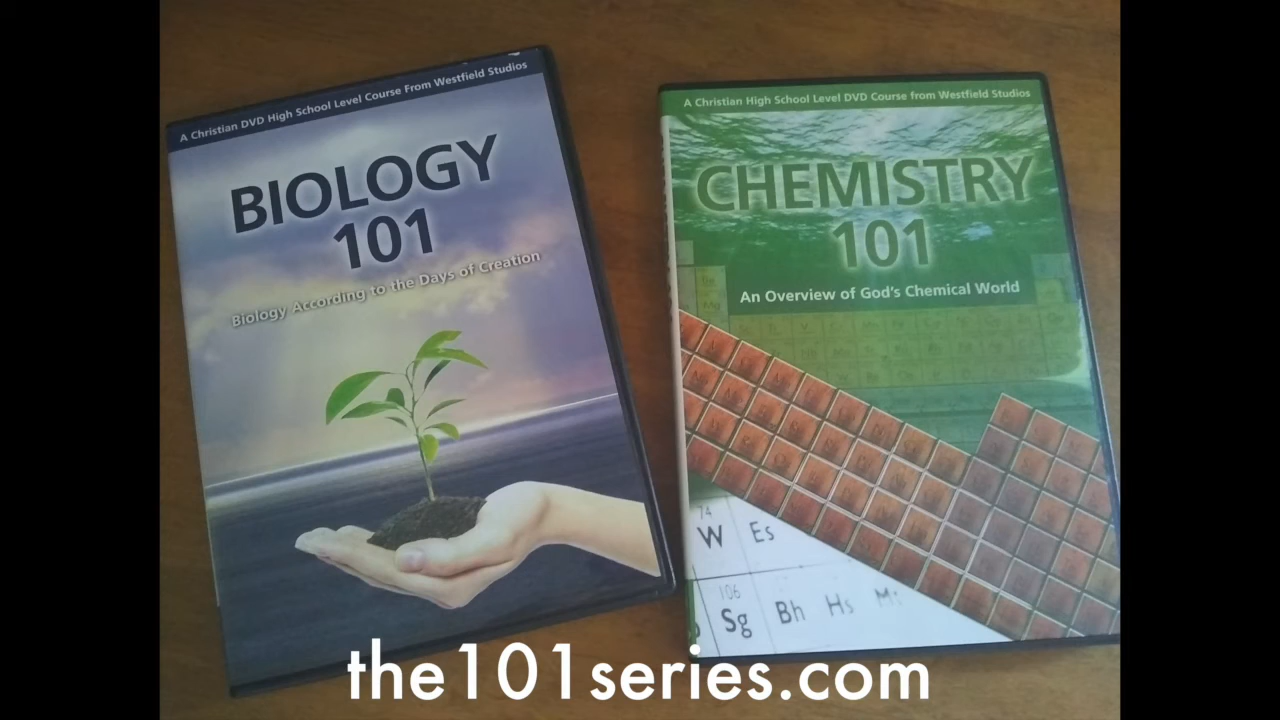 A Christian DVD High School Level Course From Westfield Studios
BIOLOGY
101
Biology According to the Days of Creation
A Christian High School Level DVD Course from Westfield Studios
CHEMISTRY
101
An Overview of God's Chemical World
74
W Es
106
Sg Bh Hs
the101series.com